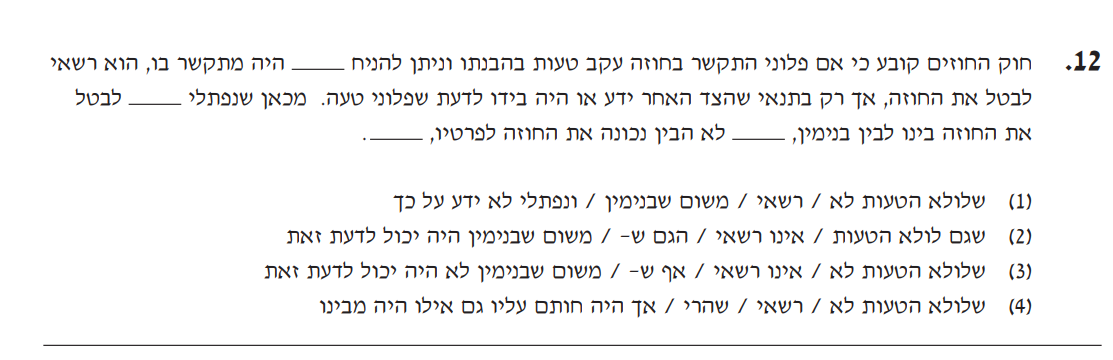 12. חוק החוזים קובע כי אם פלוני התקשר בחוזה עקב טעות בהבנתו וניתן להניח _____ היה מתקשר בו, הוא רשאי
לבטל את החוזה, אך רק בתנאי שהצד האחר ידע או היה בידו לדעת שפלוני טעה. מכאן שנפתלי _____ לבטל
את החוזה בינו לבין בנימין, _____ לא הבין נכונה את החוזה לפרטיו, _____.
(1) שלולא הטעות לא / רשאי / משום שבנימין / ונפתלי לא ידע על כך
(2) שגם לולא הטעות / אינו רשאי / הגם ש- / משום שבנימין היה יכול לדעת זאת
(3) שלולא הטעות לא / אינו רשאי / אף ש- / משום שבנימין לא היה יכול לדעת זאת
(4) שלולא הטעות לא / רשאי / שהרי / אך היה חותם עליו גם אילו היה מבינו